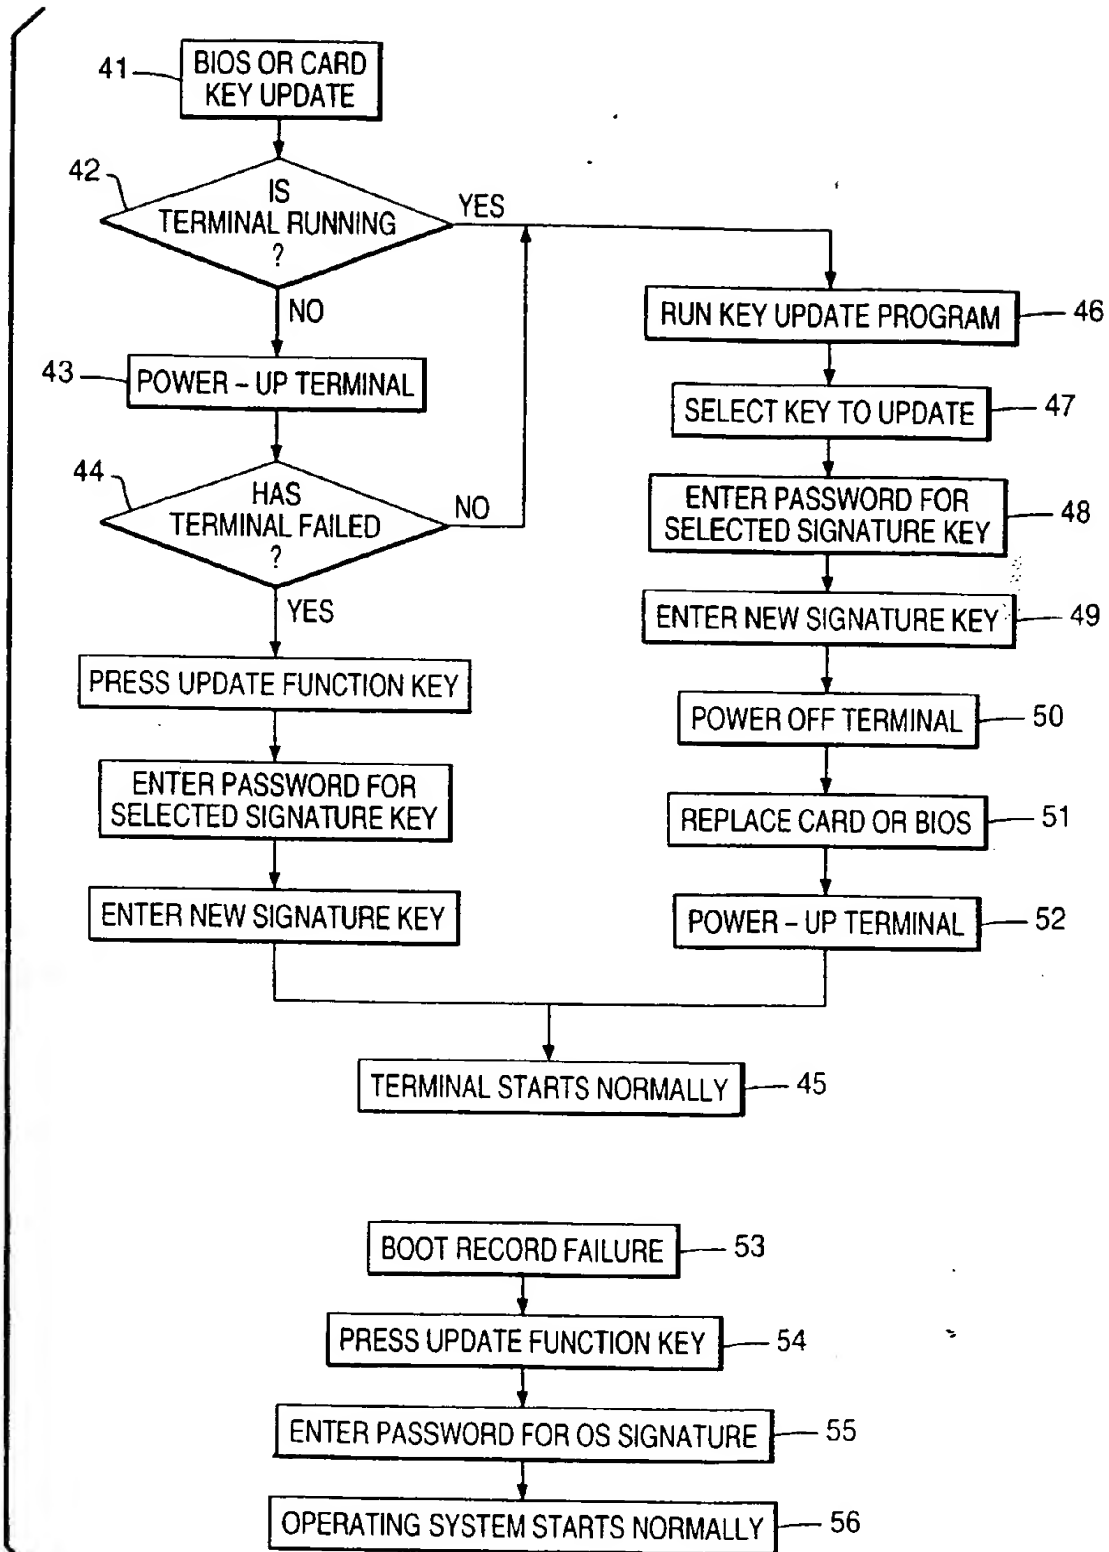 41
BIOS OR CARD
KEY UPDATE
42
IS
TERMINAL RUNNING
?
YES
NO
43
POWER – UP TERMINAL
44
HAS
TERMINAL FAILED
?
NO
YES
PRESS UPDATE FUNCTION KEY
ENTER PASSWORD FOR
SELECTED SIGNATURE KEY
ENTER NEW SIGNATURE KEY
RUN KEY UPDATE PROGRAM
46
SELECT KEY TO UPDATE
47
ENTER PASSWORD FOR
SELECTED SIGNATURE KEY
48
ENTER NEW SIGNATURE KEY
49
POWER OFF TERMINAL
50
REPLACE CARD OR BIOS
51
POWER – UP TERMINAL
52
TERMINAL STARTS NORMALLY
45
BOOT RECORD FAILURE
53
PRESS UPDATE FUNCTION KEY
54
ENTER PASSWORD FOR OS SIGNATURE
55
OPERATING SYSTEM STARTS NORMALLY
56